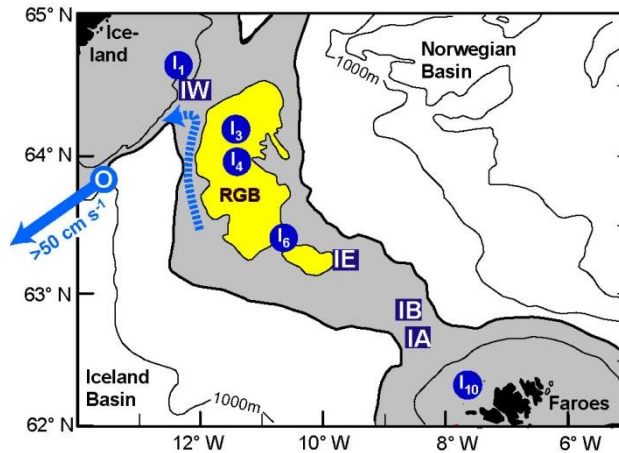 65° N
Ice-
land
I₁
IW
Norwegian
Basin
1000m
I₃
64° N
I₄
O
RGB
>50 cm s⁻¹
I₆
IE
63° N
IB
IA
Iceland
Basin
1000m
I₁₀
Faroes
62° N
12° W
10° W
8° W
6° W